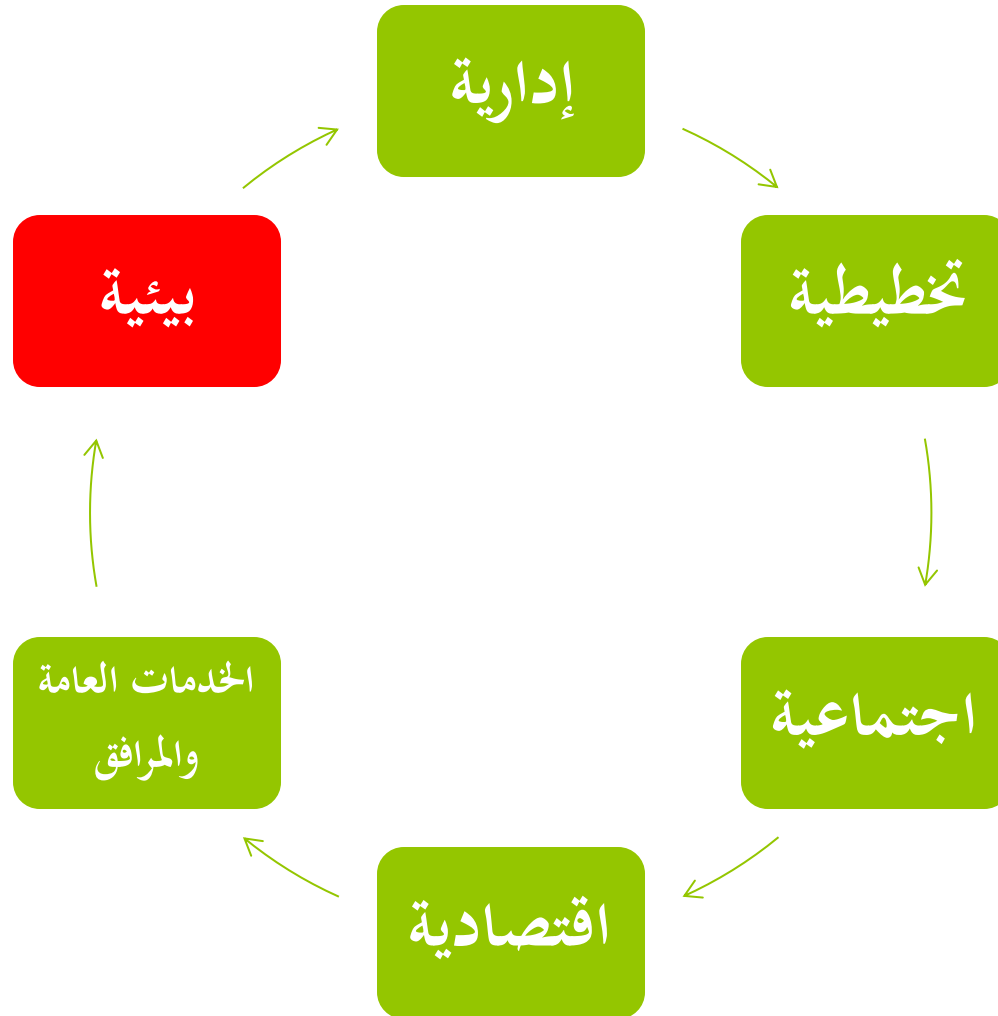 إدارية
تخطيطية
اجتماعية
اقتصادية
الخدمات العامة
والمرافق
بيئية